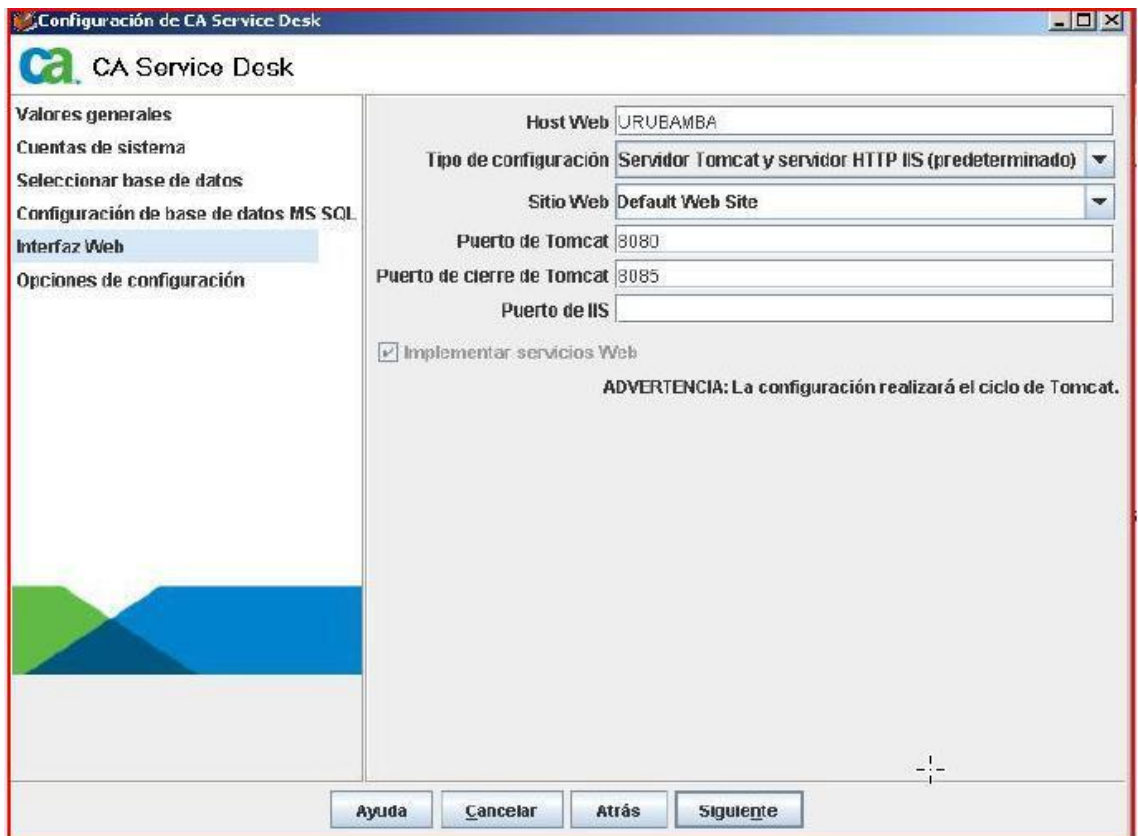 Configuración de CA Service Desk
ca CA Service Desk
Valores generales
Cuentas de sistema
Seleccionar base de datos
Configuración de base de datos MS SQL
Interfaz Web
Opciones de configuración
Host Web URUBAMBA
Tipo de configuración Servidor Tomcat y servidor HTTP IIS (predeterminado)
Sitio Web Default Web Site
Puerto de Tomcat 8080
Puerto de cierre de Tomcat 8085
Puerto de IIS
Implementar servicios Web
ADVERTENCIA: La configuración realizará el ciclo de Tomcat.
Ayuda Cancelar Atrás Siguiente